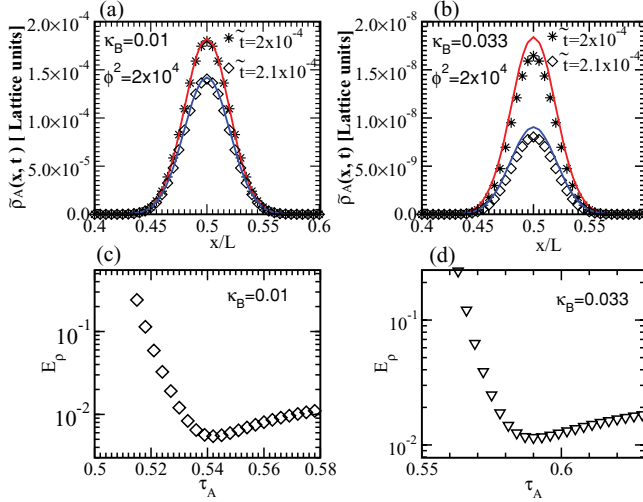 (a)
κB=0.01
ϕ²=2x10⁴
t̃=2x10⁻⁴
t̃=2.1x10⁻⁴
ρ̃A(x, t) [ Lattice units]
2.0×10⁻⁴
1.5×10⁻⁴
1.0×10⁻⁴
5.0×10⁻⁵
0.0
0.4 0.45 0.5 0.55 0.6
x/L
(b)
κB=0.033
ϕ²=2x10⁴
t̃=2x10⁻⁴
t̃=2.1x10⁻⁴
ρ̃A(x, t) [Lattice units]
2.0×10⁻⁸
1.5×10⁻⁸
1.0×10⁻⁸
5.0×10⁻⁹
0.0
0.4 0.45 0.5 0.55
x/L
(c)
κB=0.01
Eρ
10⁻¹
10⁻²
0.5 0.52 0.54 0.56 0.58
τA
(d)
κB=0.033
Eρ
10⁻¹
10⁻²
0.55 0.6
τA